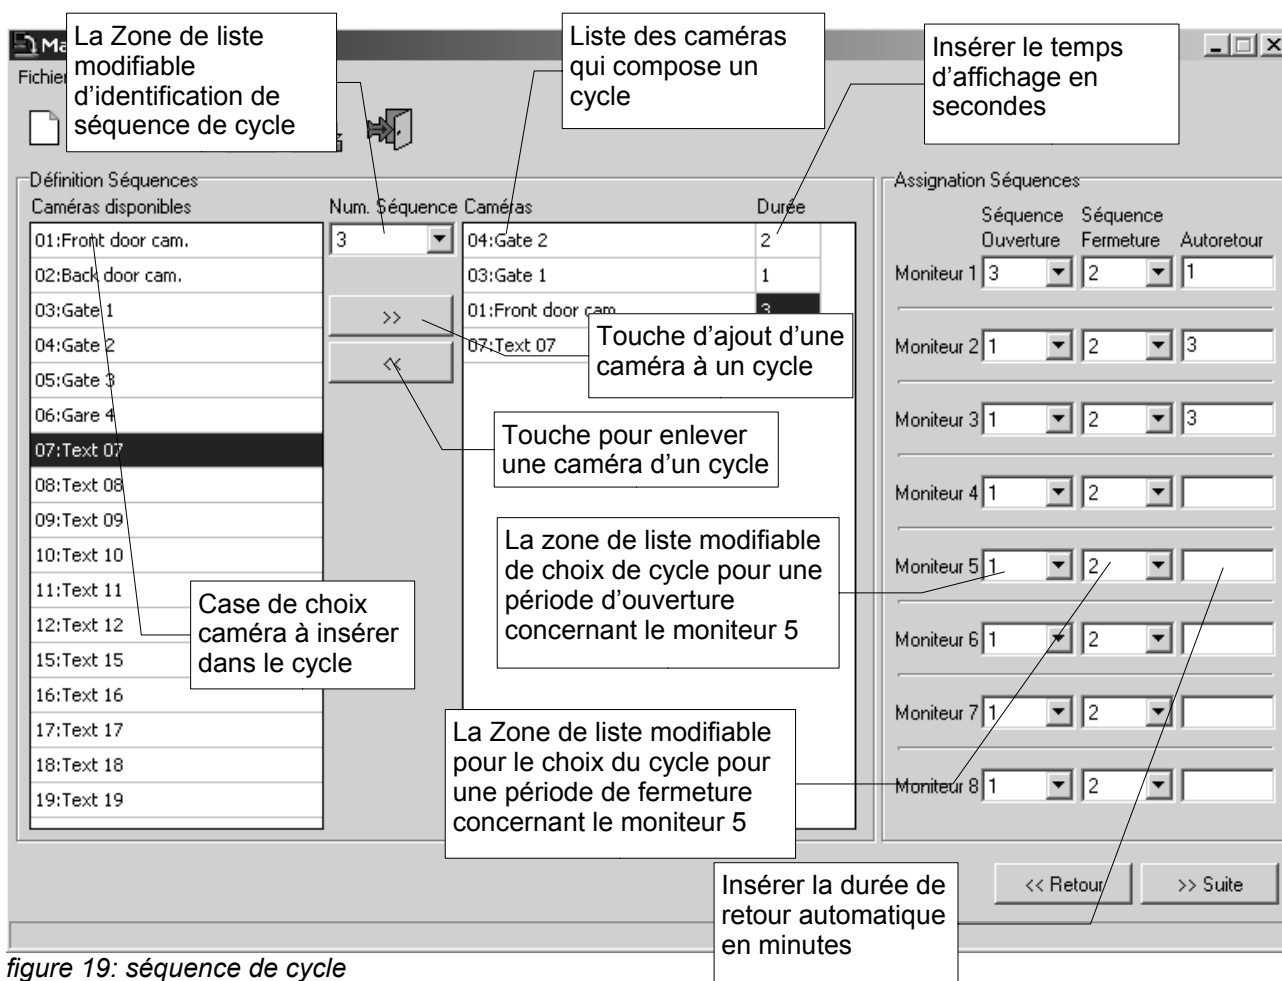 La Zone de liste
modifiable
d'identification de
séquence de cycle
Liste des caméras
qui compose un
cycle
Insérer le temps
d'affichage en
secondes
Ma
Fichier
Définition Séquences
Caméras disponibles
01:Front door cam.
02:Back door cam.
03:Gate 1
04:Gate 2
05:Gate 3
06:Gare 4
07:Text 07
08:Text 08
09:Text 09
10:Text 10
11:Text 11
12:Text 12
15:Text 15
16:Text 16
17:Text 17
18:Text 18
19:Text 19
Num. Séquence
3
>>
<<
Caméras Durée
04:Gate 2 2
03:Gate 1 1
01:Front door cam. 3
07:Text 07
Touche d'ajout d'une
caméra à un cycle
Touche pour enlever
une caméra d'un cycle
La zone de liste modifiable
de choix de cycle pour une
période d'ouverture
concernant le moniteur 5
Case de choix
caméra à insérer
dans le cycle
La Zone de liste modifiable
pour le choix du cycle pour
une période de fermeture
concernant le moniteur 5
Insérer la durée de
retour automatique
en minutes
Assignation Séquences
Séquence Séquence
Ouverture Fermeture Autoretour
Moniteur 1 3 2 1
Moniteur 2 1 2 3
Moniteur 3 1 2 3
Moniteur 4 1 2
Moniteur 5 1 2
Moniteur 6 1 2
Moniteur 7 1 2
Moniteur 8 1 2
<< Retour
>> Suite
figure 19: séquence de cycle